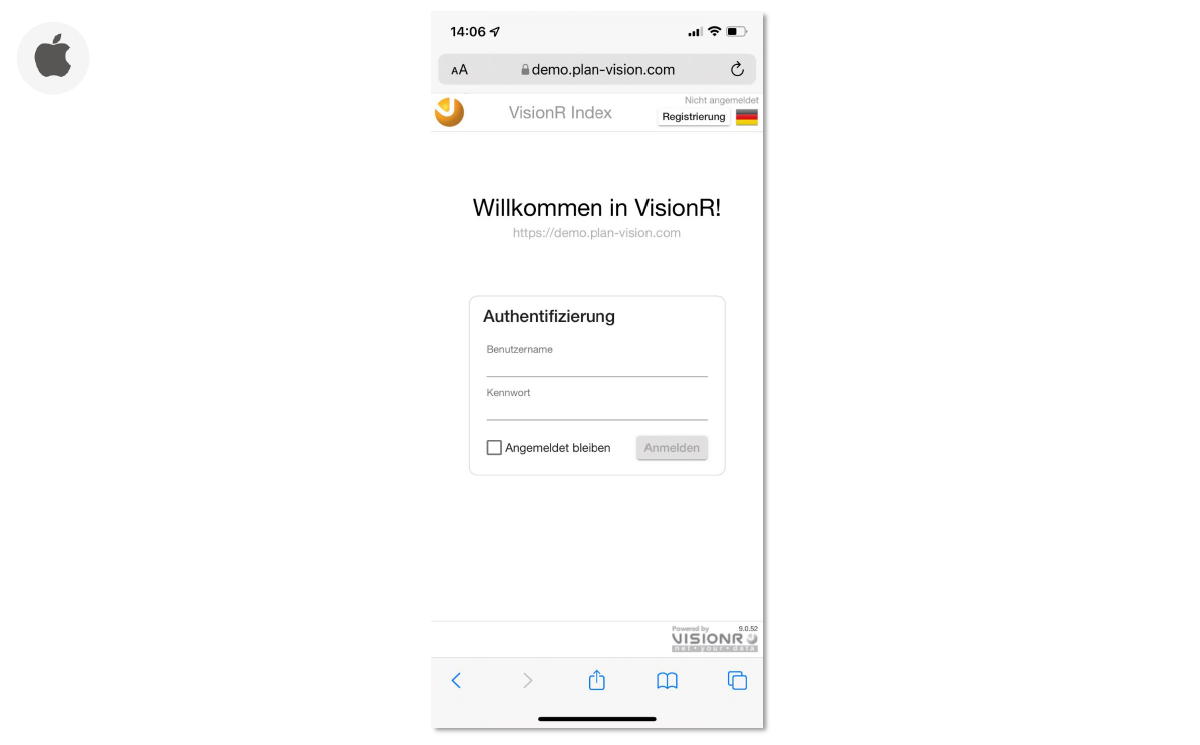 14:06
AA demo.plan-vision.com
Nicht angemeldet
VisionR Index
Registrierung
Willkommen in VisionR!
https://demo.plan-vision.com
Authentifizierung
Benutzername
Kennwort
Angemeldet bleiben
Anmelden
Powered by 9.0.52
VISIONR
net•your•data